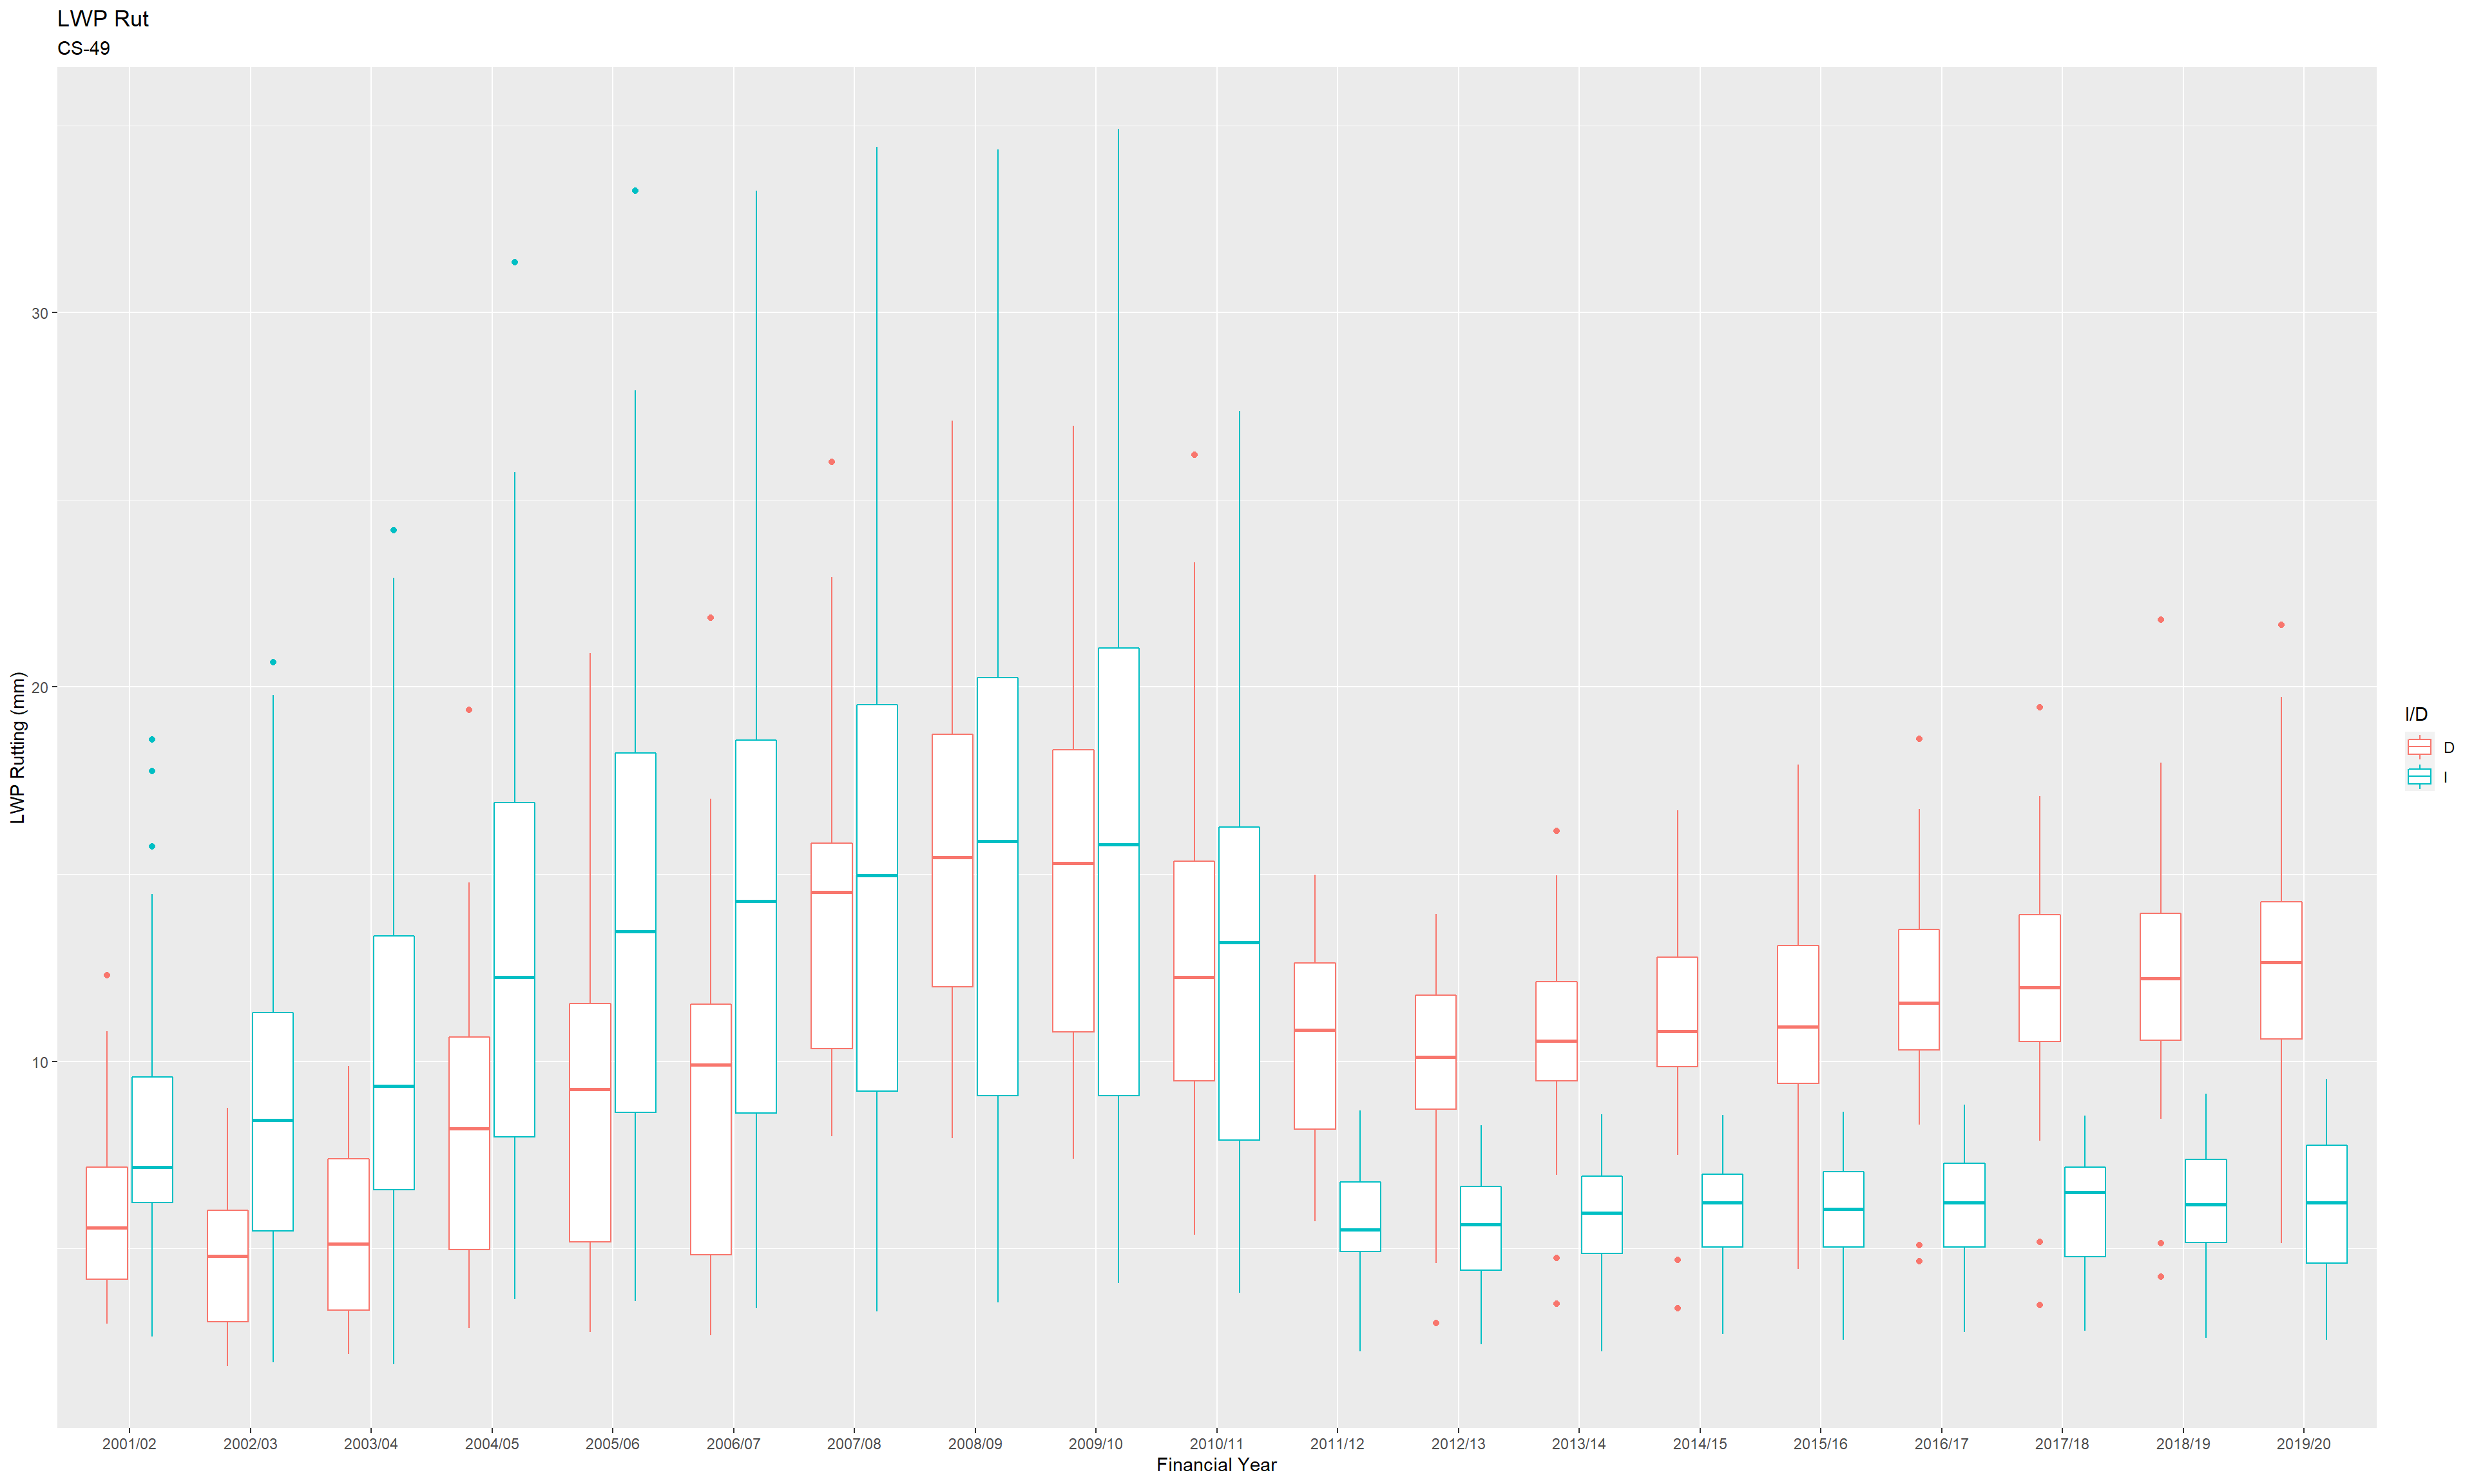 LWP Rut
CS-49
LWP Rutting (mm)
30
20
10
2001/02 2002/03 2003/04 2004/05 2005/06 2006/07 2007/08 2008/09 2009/10 2010/11 2011/12 2012/13 2013/14 2014/15 2015/16 2016/17 2017/18 2018/19 2019/20
Financial Year
I/D
D
I